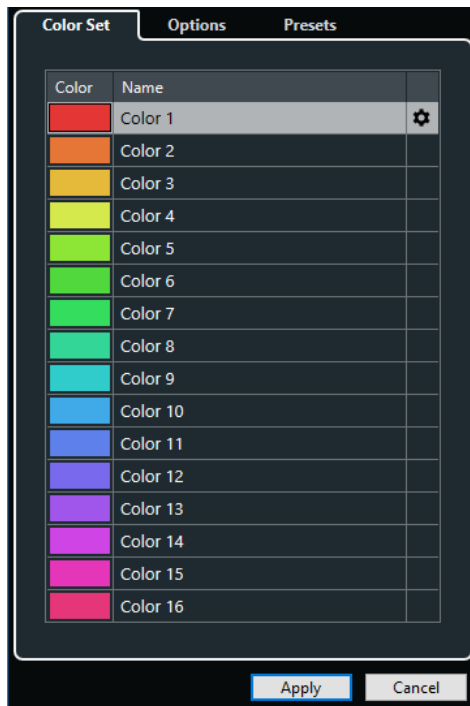 Color Set Options Presets
Color Name
Color 1
Color 2
Color 3
Color 4
Color 5
Color 6
Color 7
Color 8
Color 9
Color 10
Color 11
Color 12
Color 13
Color 14
Color 15
Color 16
Apply Cancel